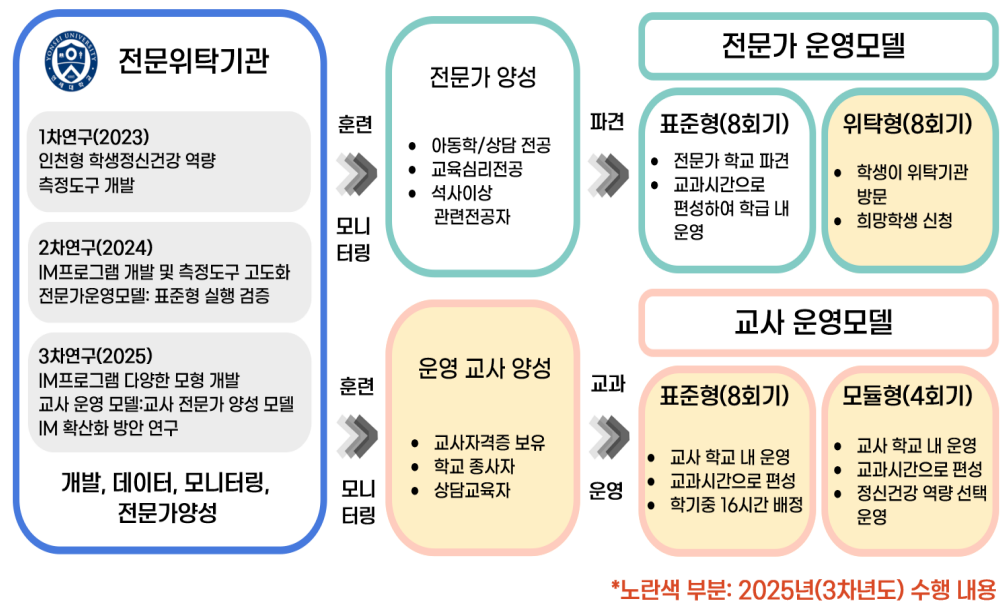 YONSEI UNIVERSITY
연세대학교
전문위탁기관
1차연구(2023)
인천형 학생정신건강 역량
측정도구 개발
2차연구(2024)
IM프로그램 개발 및 측정도구 고도화
전문가운영모델: 표준형 실행 검증
3차연구(2025)
IM프로그램 다양한 모형 개발
교사 운영 모델:교사 전문가 양성 모델
IM 확산화 방안 연구
개발, 데이터, 모니터링,
전문가양성
훈련
모니
터링
전문가 양성
• 아동학/상담 전공
• 교육심리전공
• 석사이상
관련전공자
파견
전문가 운영모델
표준형(8회기)
• 전문가 학교 파견
• 교과시간으로
편성하여 학급 내
운영
위탁형(8회기)
• 학생이 위탁기관
방문
• 희망학생 신청
훈련
모니
터링
운영 교사 양성
• 교사자격증 보유
• 학교 종사자
• 상담교육자
교과
운영
교사 운영모델
표준형(8회기)
• 교사 학교 내 운영
• 교과시간으로 편성
• 학기중 16시간 배정
모듈형(4회기)
• 교사 학교 내 운영
• 교과시간으로 편성
• 정신건강 역량 선택
운영
*노란색 부분: 2025년(3차년도) 수행 내용